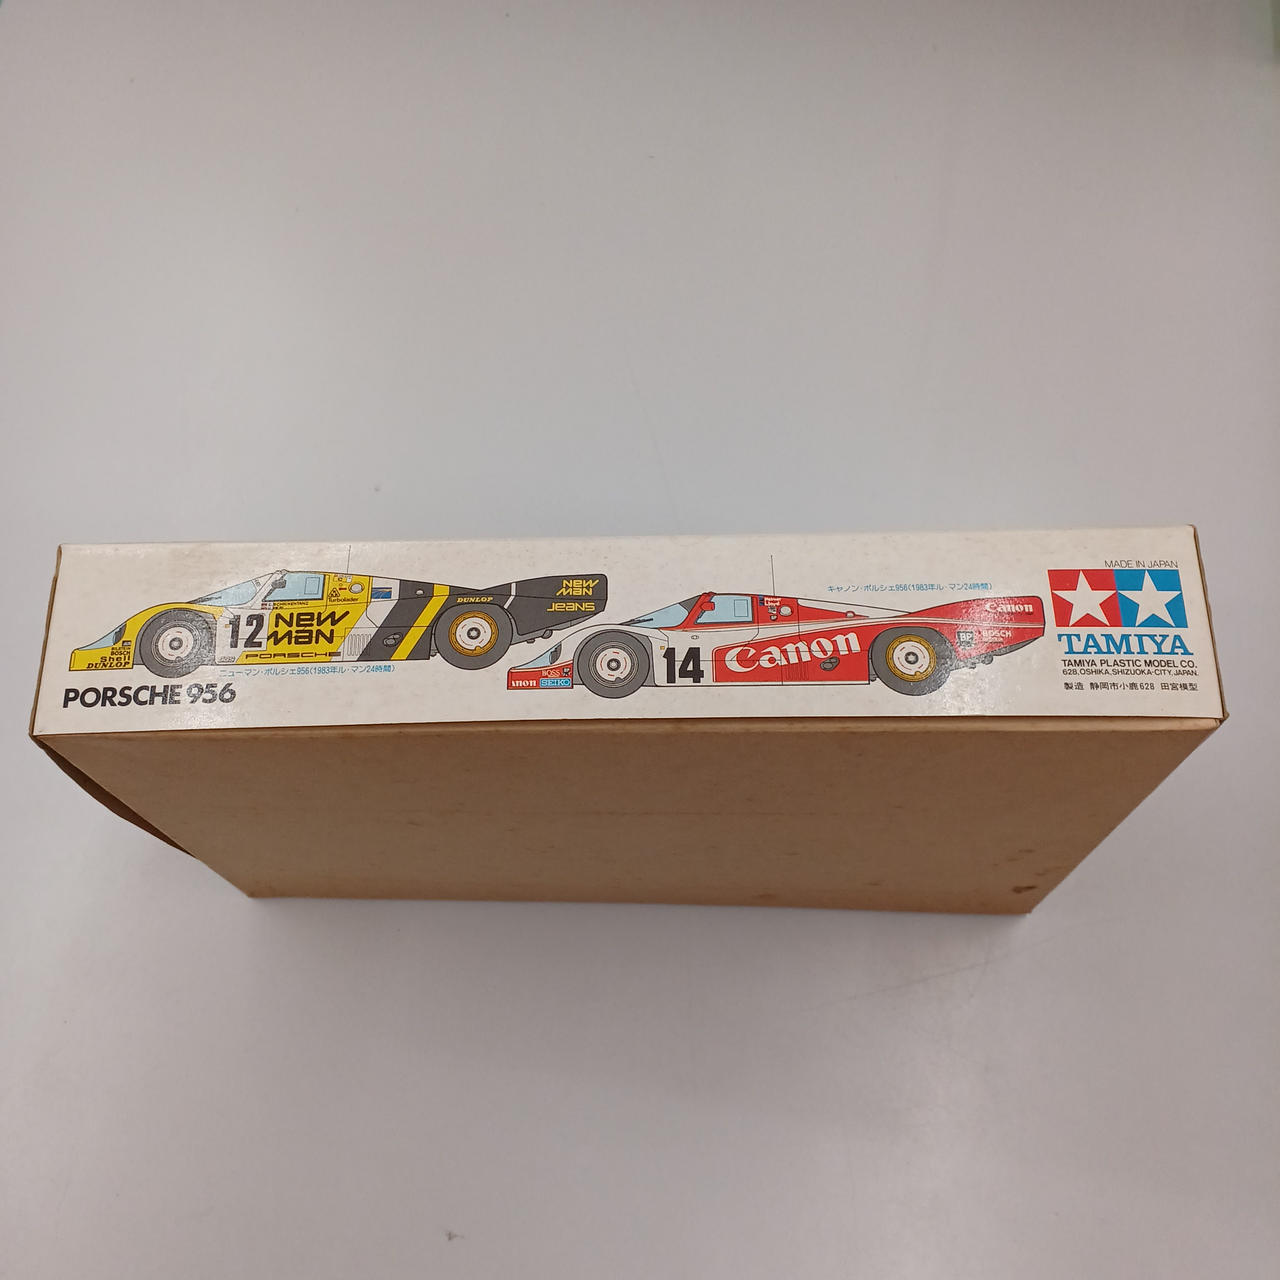 12
NEW
MAN
PORSCHE
Turbolader
DUNLOP
NEW
MAN
JEANS
BOSCH
Shell
DUNLOP
ニューマン・ポルシェ956(1983年ル・マン24時間)
PORSCHE 956
キャノン・ポルシェ956(1983年ル・マン24時間)
14
Canon
Canon
BP
BOSCH
BOSS
SEIKO
MADE IN JAPAN
TAMIYA
TAMIYA PLASTIC MODEL CO.
628, OSHIKA, SHIZUOKA-CITY, JAPAN.
製造 静岡市小鹿628 田宮模型